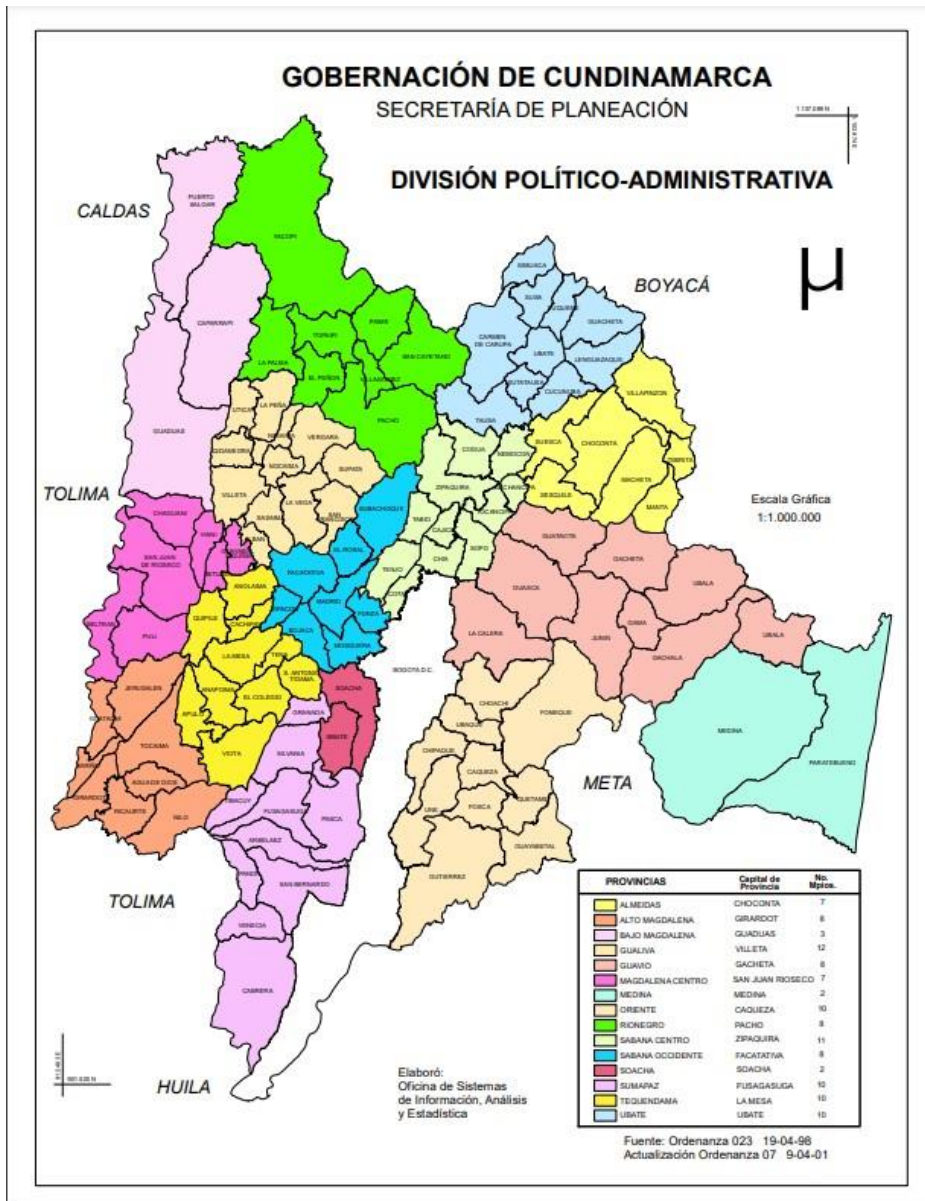 GOBERNACIÓN DE CUNDINAMARCA
SECRETARÍA DE PLANEACIÓN
DIVISIÓN POLÍTICO-ADMINISTRATIVA
CALDAS
BOYACÁ
µ
PUERTO
SALGAR
YACOPI
CAPARRAPI
GUADUAS
LA PALMA
TOPAIPI
PAIME
SAN CAYETANO
EL PEÑON
VILLAGOMEZ
PACHO
SIMIJACA
SUSA
GUACHETA
CARMEN
DE CARUPA
UBATE
LENGUAZAQUE
SUTATAUSA
CUCUNUBA
TAUSA
VILLAPINZON
SUESCA
CHOCONTA
SESQUILE
MACHETA
MANTA
UTICA
LA PEÑA
VERGARA
NOCAIMA
SUPATA
VILLETA
LA VEGA
SAN
FRANCISCO
SASAIMA
ALBAN
COGUA
NEMOCON
ZIPAQUIRA
TABIO
CAJICA
CHIA
SOPO
TENJO
COTA
SUBACHOQUE
EL ROSAL
FACATATIVA
MADRID
FUNZA
BOJACA
MOSQUERA
TOLIMA
Escala Gráfica
1:1.000.000
CHAGUANI
SAN JUAN
DE RIOSECO
VIANI
BELTRAN
PULI
ANOLAIMA
QUIPILE
CACHIPAY
LA MESA
TENA
S. ANTONIO
TQDAMA
ANAPOIMA
EL COLEGIO
APULO
VIOTA
GUATAVITA
GACHETA
UBALA
GUASCA
LA CALERA
JUNIN
GAMA
GACHALA
UBALA
BOGOTA D.C.
SOACHA
SIBATE
GRANADA
JERUSALEN
TOCAIMA
AGUA DE DIOS
GIRARDOT
RICAURTE
NILO
SILVANIA
TIBACUY
FUSAGASUGA
PASCA
ARBELAEZ
PANDI
SAN BERNARDO
VENECIA
CABRERA
CHOACHI
FOMEQUE
UBAQUE
CHIPAQUE
CAQUEZA
UNE
FOSCA
QUETAME
GUAYABETAL
GUTIERREZ
MEDINA
PARATEBUENO
META
TOLIMA
HUILA
PROVINCIAS Capital de Provincia No. Mpios.
ALMEIDAS CHOCONTA 7
ALTO MAGDALENA GIRARDOT 8
BAJO MAGDALENA GUADUAS 3
GUALIVA VILLETA 12
GUAVIO GACHETA 8
MAGDALENA CENTRO SAN JUAN RIOSECO 7
MEDINA MEDINA 2
ORIENTE CAQUEZA 10
RIONEGRO PACHO 8
SABANA CENTRO ZIPAQUIRA 11
SABANA OCCIDENTE FACATATIVA 8
SOACHA SOACHA 2
SUMAPAZ FUSAGASUGA 10
TEQUENDAMA LA MESA 10
UBATE UBATE 10
Elaboró:
Oficina de Sistemas
de Información, Análisis
y Estadística
Fuente: Ordenanza 023 19-04-98
Actualización Ordenanza 07 9-04-01